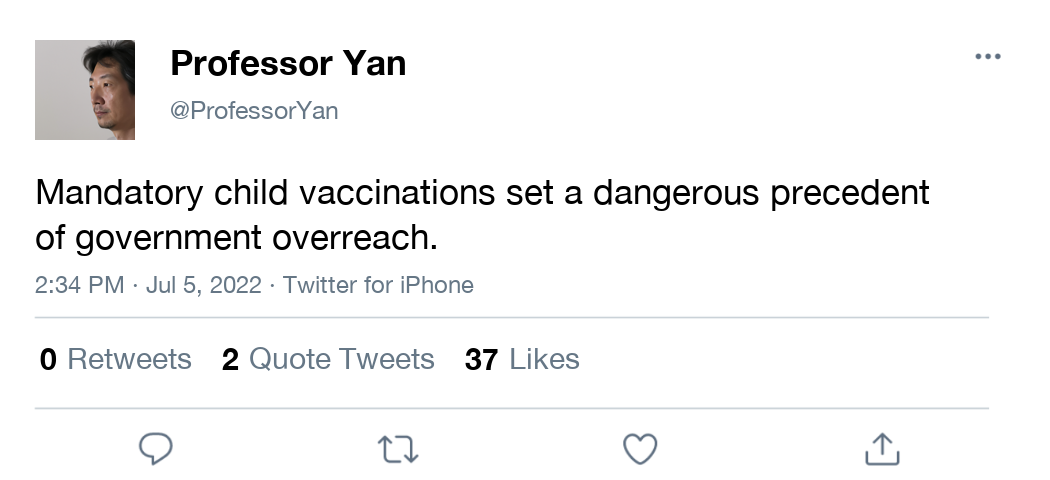 Professor Yan
@ProfessorYan
Mandatory child vaccinations set a dangerous precedent
of government overreach.
2:34 PM · Jul 5, 2022 · Twitter for iPhone
0 Retweets 2 Quote Tweets 37 Likes